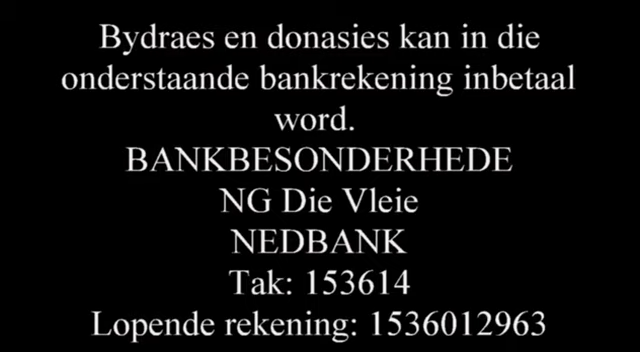 Bydraes en donasies kan in die
onderstaande bankrekening inbetaal
word.
BANKBESONDERHEDE
NG Die Vleie
NEDBANK
Tak: 153614
Lopende rekening: 1536012963